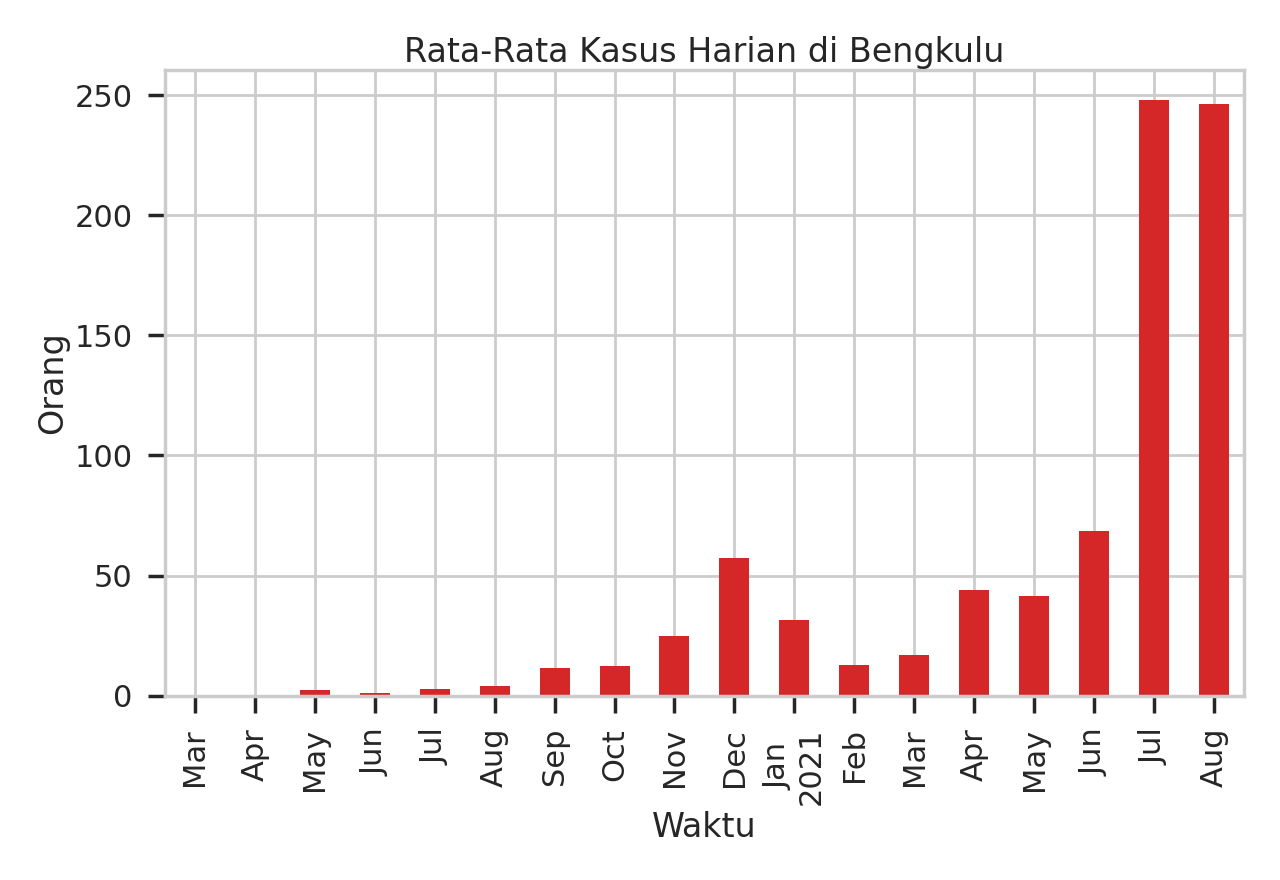 Rata-Rata Kasus Harian di Bengkulu
250
200
150
100
50
0
Orang
Mar
Apr
May
Jun
Jul
Aug
Sep
Oct
Nov
Dec
Jan
2021
Feb
Mar
Apr
May
Jun
Jul
Aug
Waktu